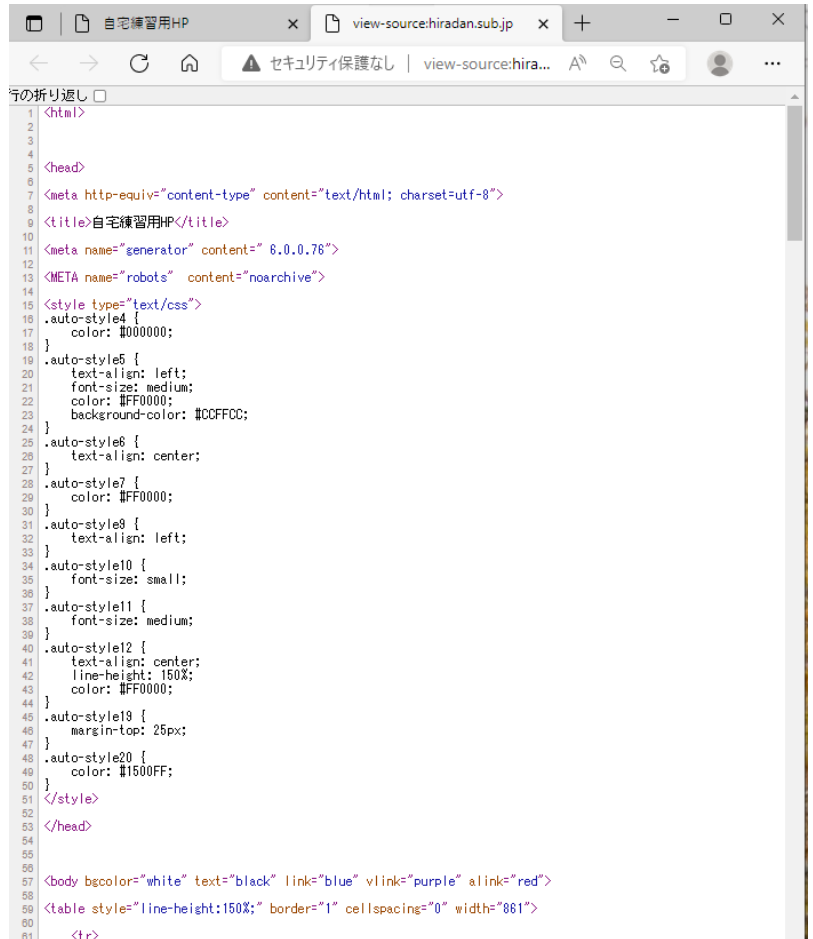 自宅練習用HP
view-source:hiradan.sub.jp
セキュリティ保護なし | view-source:hira...
行の折り返し
1 <html>
2
3
4
5 <head>
6
7 <meta http-equiv="content-type" content="text/html; charset=utf-8">
8
9 <title>自宅練習用HP</title>
10
11 <meta name="generator" content=" 6.0.0.76">
12
13 <META name="robots"  content="noarchive">
14
15 <style type="text/css">
16 .auto-style4 {
17 color: #000000;
18 }
19 .auto-style5 {
20 text-align: left;
21 font-size: medium;
22 color: #FF0000;
23 background-color: #CCFFCC;
24 }
25 .auto-style6 {
26 text-align: center;
27 }
28 .auto-style7 {
29 color: #FF0000;
30 }
31 .auto-style9 {
32 text-align: left;
33 }
34 .auto-style10 {
35 font-size: small;
36 }
37 .auto-style11 {
38 font-size: medium;
39 }
40 .auto-style12 {
41 text-align: center;
42 line-height: 150%;
43 color: #FF0000;
44 }
45 .auto-style19 {
46 margin-top: 25px;
47 }
48 .auto-style20 {
49 color: #1500FF;
50 }
51 </style>
52
53 </head>
54
55
56
57 <body bgcolor="white" text="black" link="blue" vlink="purple" alink="red">
58
59 <table style="line-height:150%;" border="1" cellspacing="0" width="861">
60
61 <tr>